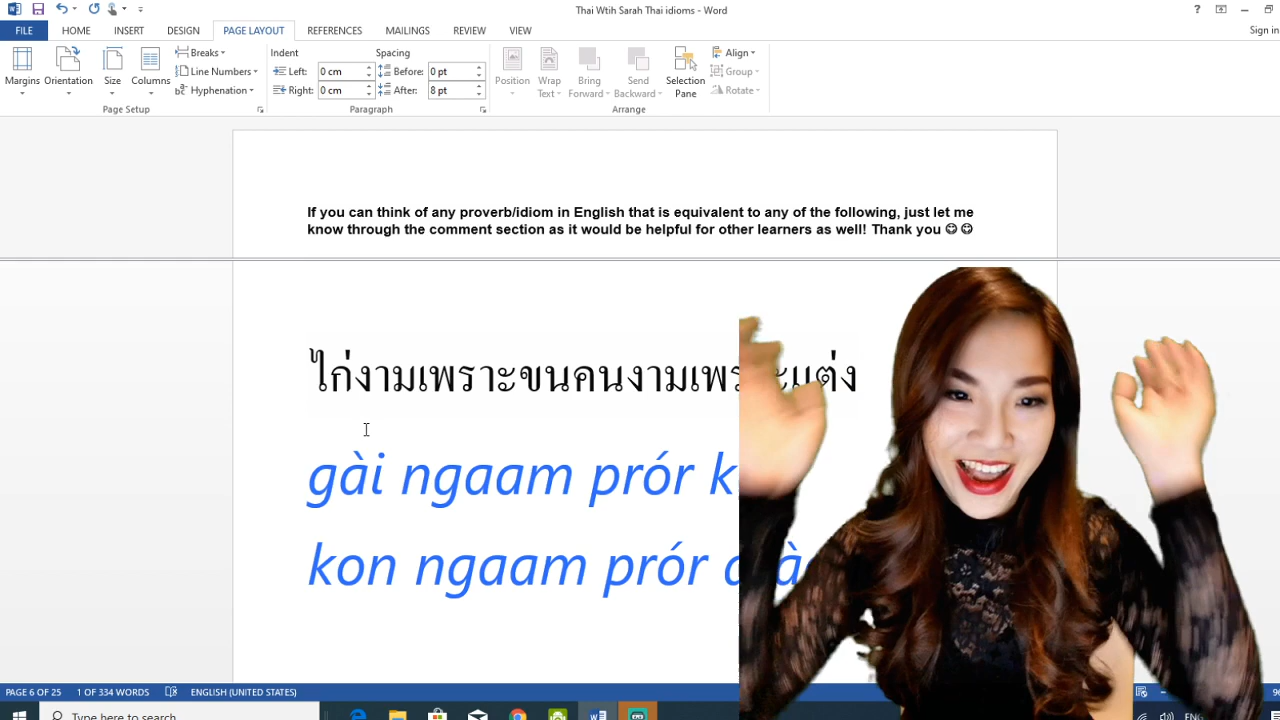 Thai Wtih Sarah Thai idioms - Word
?
Sign in
FILE HOME INSERT DESIGN PAGE LAYOUT REFERENCES MAILINGS REVIEW VIEW
Margins Orientation Size Columns
Breaks
Line Numbers
Hyphenation
Page Setup
Indent Spacing
Left: 0 cm Before: 0 pt
Right: 0 cm After: 8 pt
Paragraph
Position Wrap Text Bring Forward Send Backward Selection Pane
Align
Group
Rotate
Arrange
If you can think of any proverb/idiom in English that is equivalent to any of the following, just let me
know through the comment section as it would be helpful for other learners as well! Thank you 😊 😊
ไก่งามเพราะขนคนงามเพราะแต่ง
gài ngaam prór
kon ngaam prór
PAGE 6 OF 25 1 OF 334 WORDS ENGLISH (UNITED STATES)
Type here to search
ENG